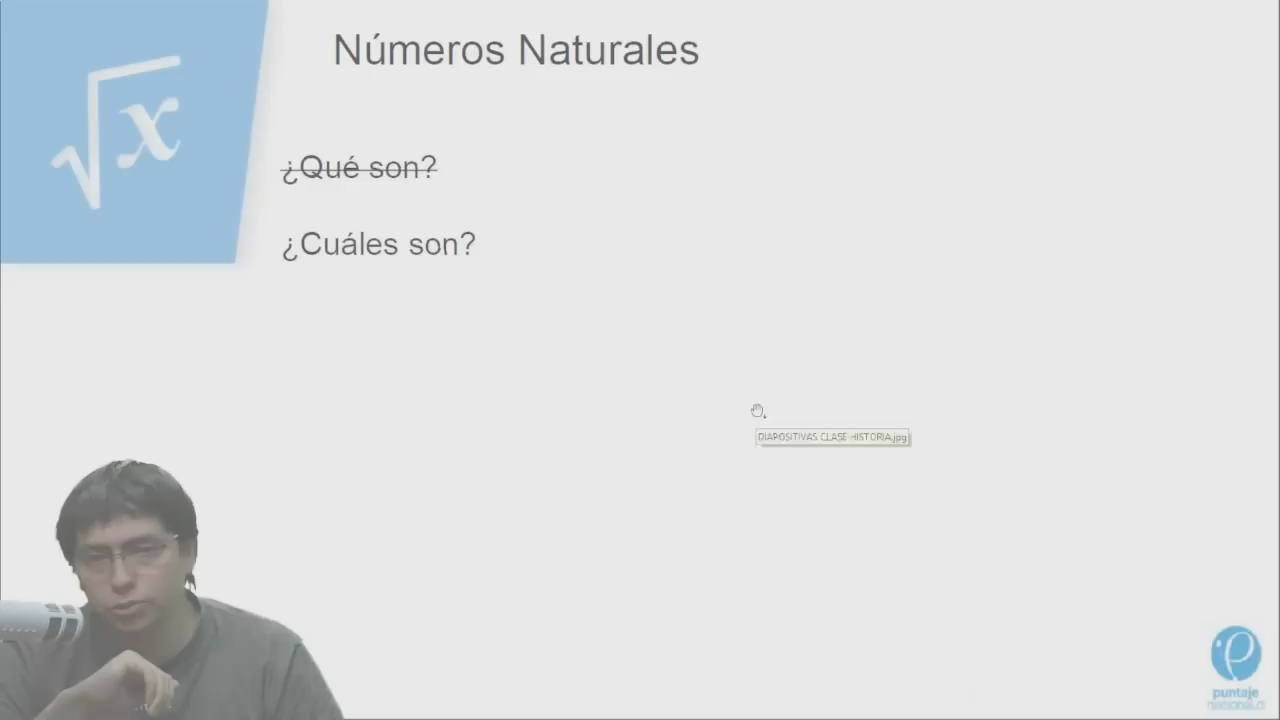 Números Naturales
√x
¿Qué son?
¿Cuáles son?
DIAPOSITIVAS CLASE HISTORIA.jpg
puntaje
nacional.cl